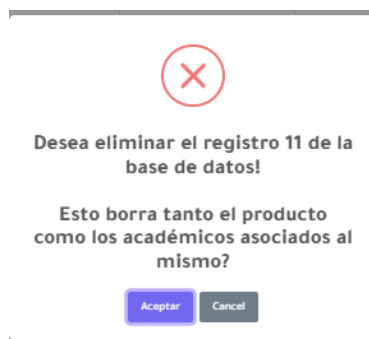 Desea eliminar el registro 11 de la
base de datos!
Esto borra tanto el producto
como los académicos asociados al
mismo?
Aceptar
Cancel